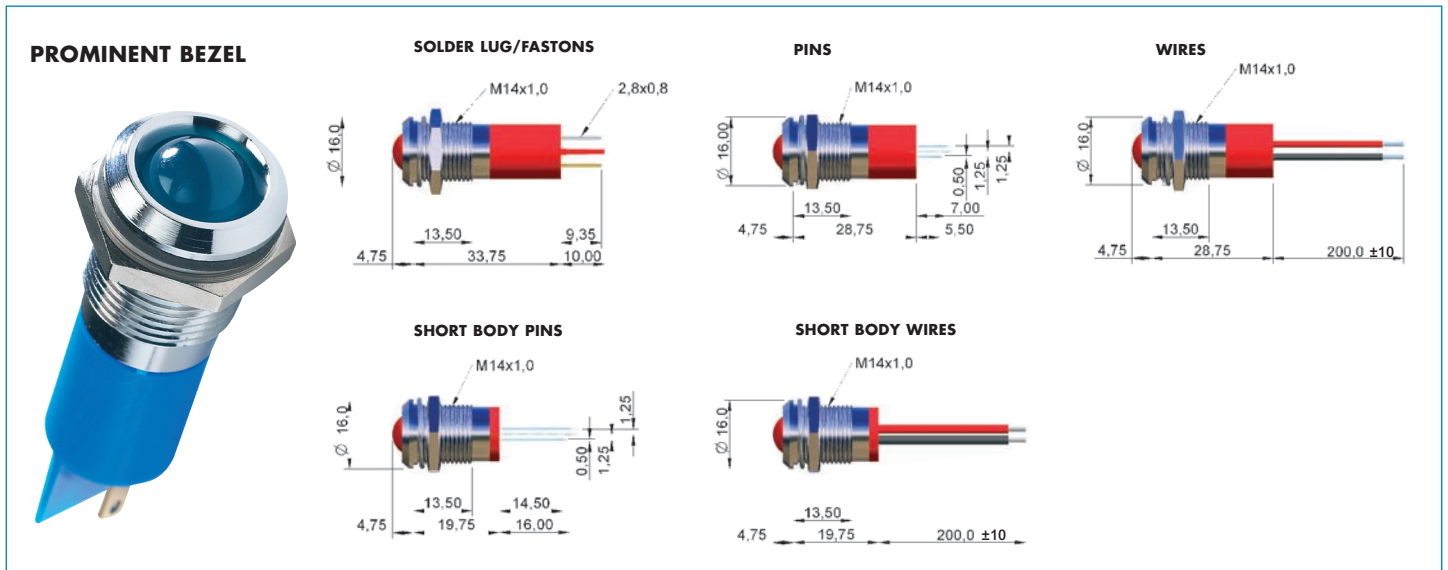 PROMINENT BEZEL
SOLDER LUG/FASTONS
M14x1,0
2,8x0,8
Ø 16,0
13,50
9,35
4,75
33,75
10,00
PINS
M14x1,0
Ø 16,00
0,50
1,25
1,25
13,50
7,00
4,75
28,75
5,50
WIRES
M14x1,0
Ø 16,0
13,50
4,75
28,75
200,0 ±10
SHORT BODY PINS
M14x1,0
Ø 16,0
1,25
0,50
1,25
13,50
14,50
4,75
19,75
16,00
SHORT BODY WIRES
M14x1,0
Ø 16,0
13,50
4,75
19,75
200,0 ±10